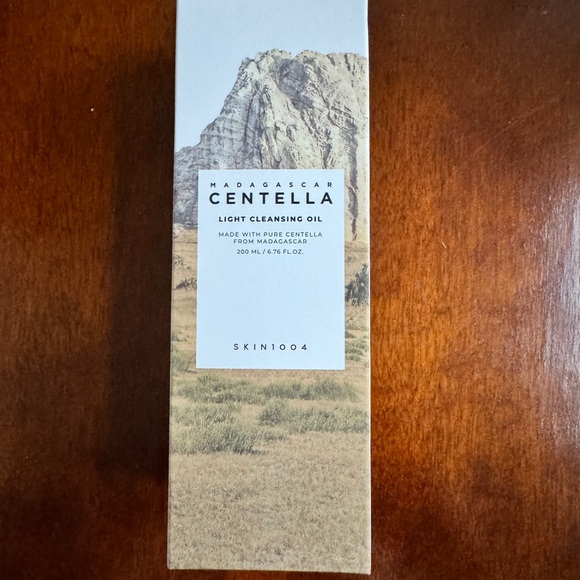 MADAGASCAR
CENTELLA
LIGHT CLEANSING OIL
MADE WITH PURE CENTELLA
FROM MADAGASCAR
200 ML / 6.76 FL.OZ.
SKIN1004